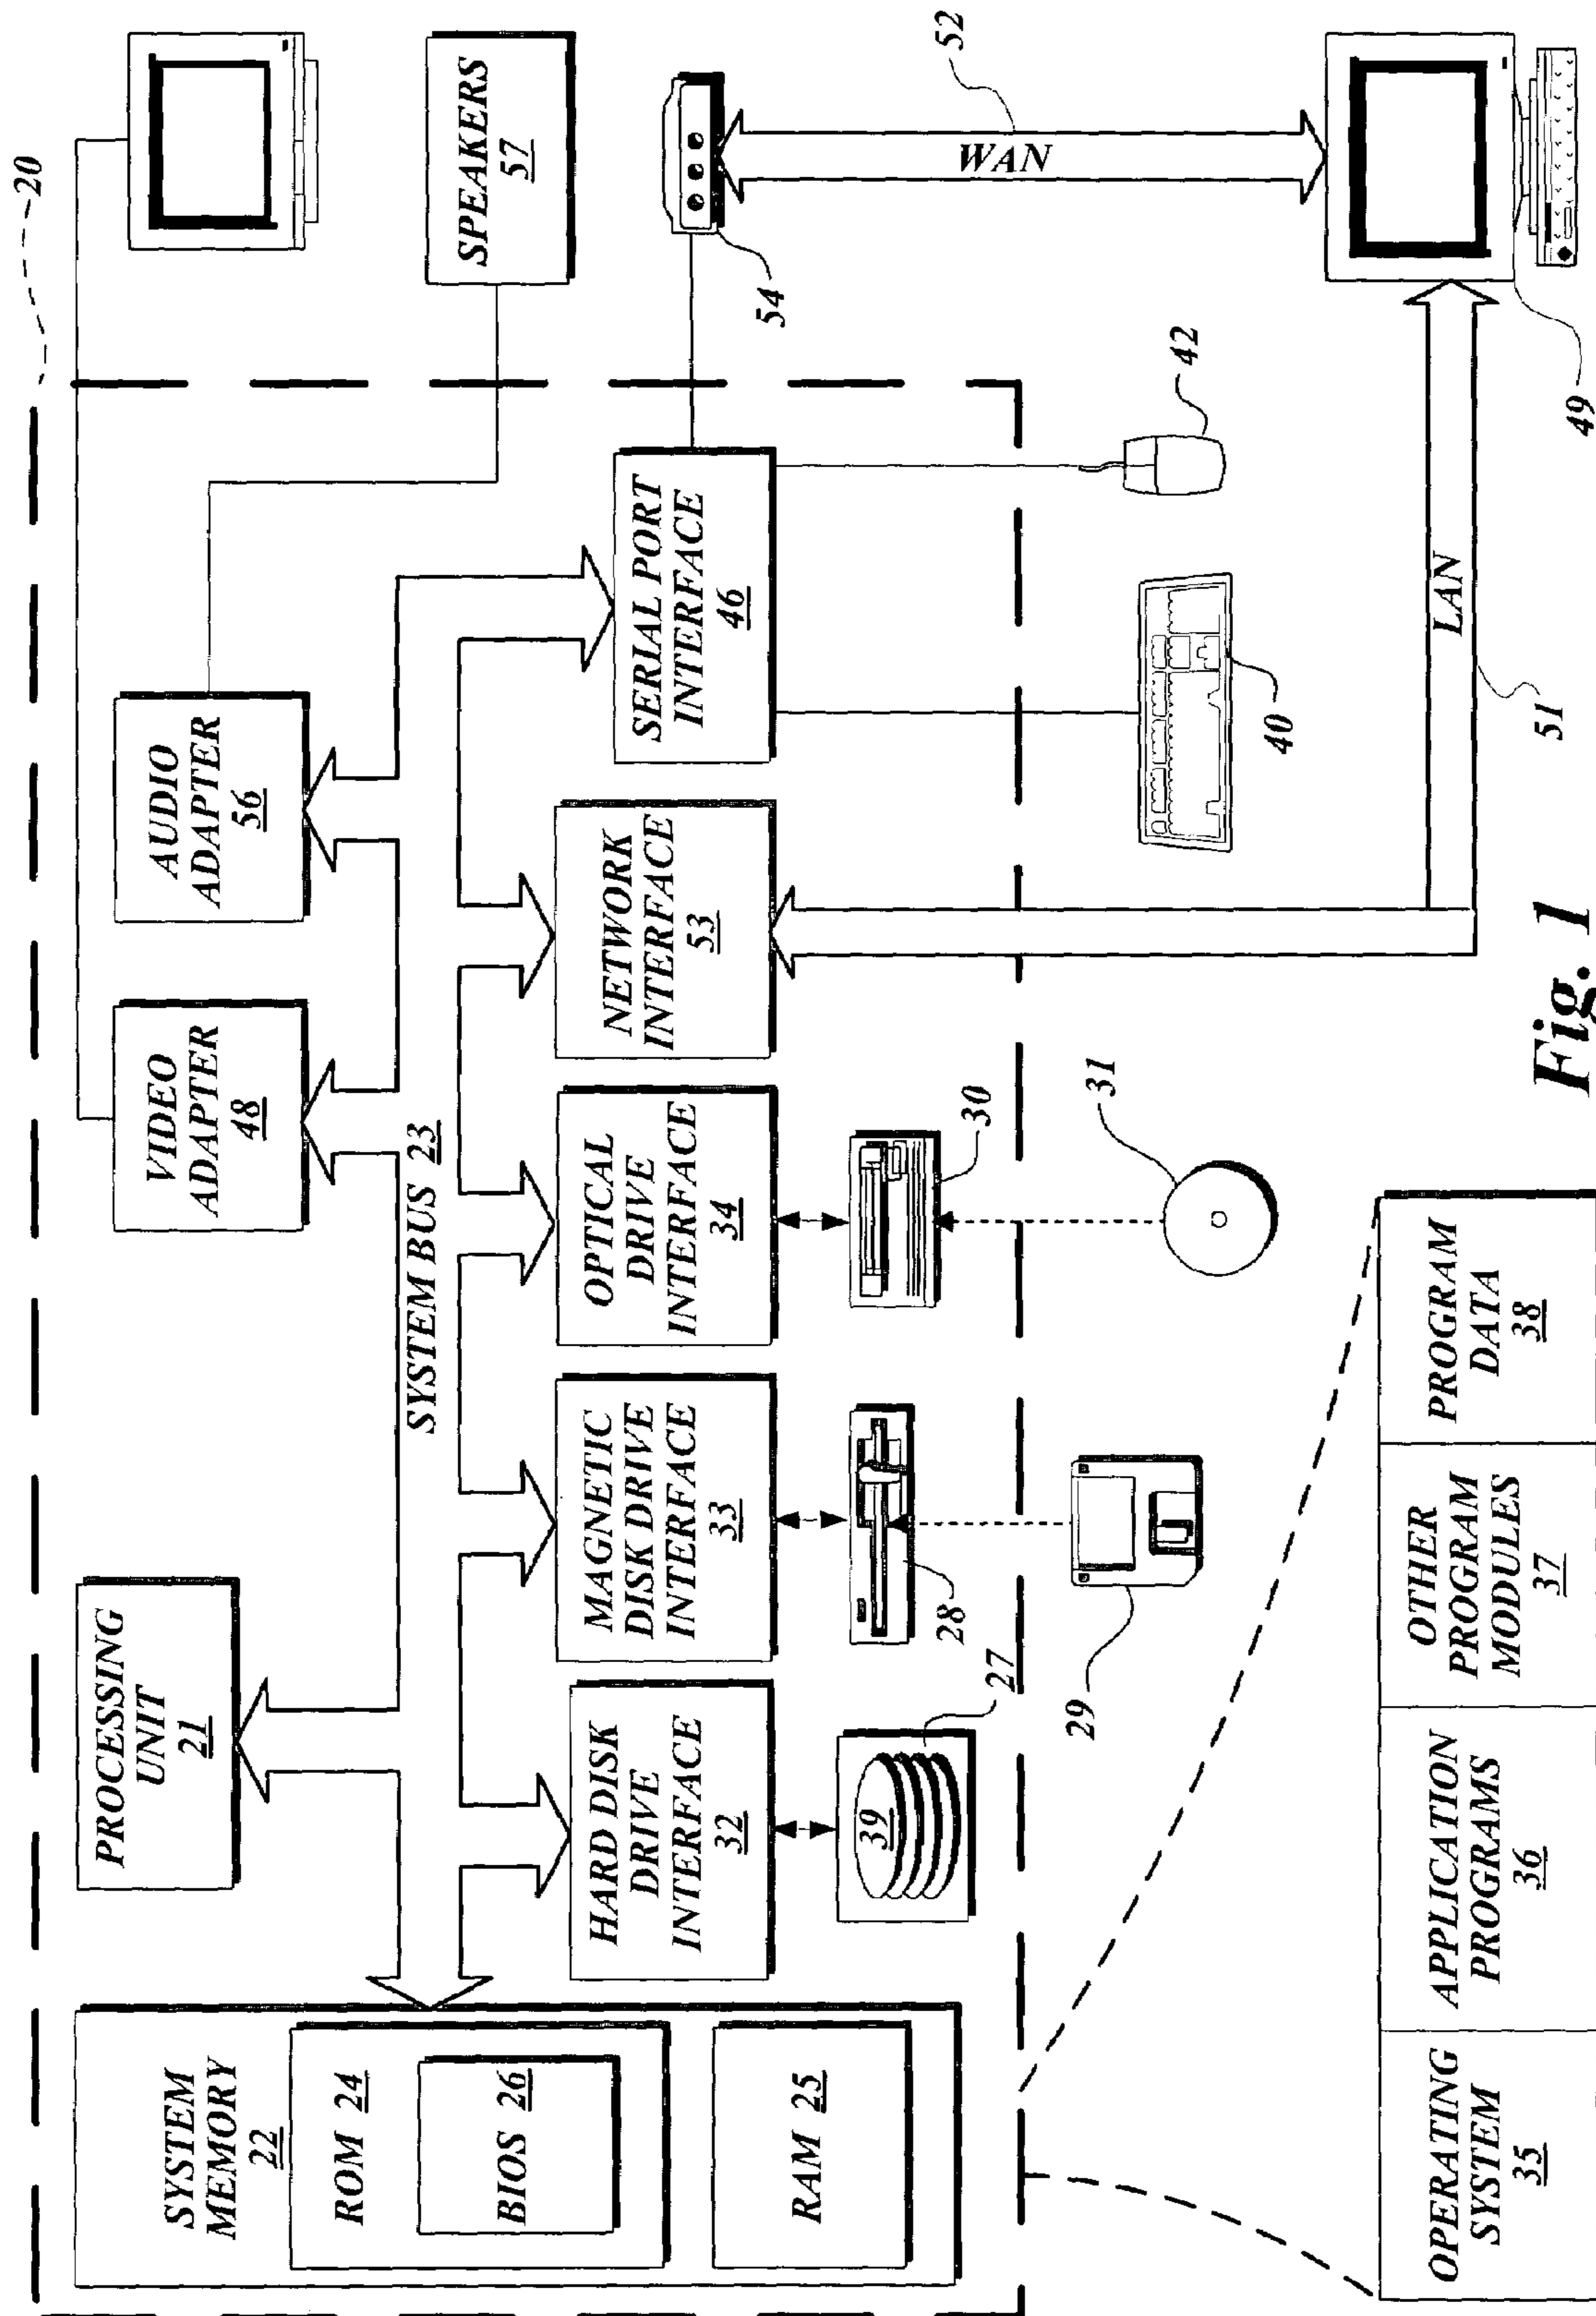 20
SYSTEM
MEMORY
22
ROM 24
BIOS 26
RAM 25
PROCESSING
UNIT
21
VIDEO
ADAPTER
48
AUDIO
ADAPTER
56
SPEAKERS
57
SYSTEM BUS 23
HARD DISK
DRIVE
INTERFACE
32
MAGNETIC
DISK DRIVE
INTERFACE
33
OPTICAL
DRIVE
INTERFACE
34
NETWORK
INTERFACE
53
SERIAL PORT
INTERFACE
46
54
39
27
28
30
29
31
40
42
WAN
52
LAN
51
49
OPERATING
SYSTEM
35
APPLICATION
PROGRAMS
36
OTHER
PROGRAM
MODULES
37
PROGRAM
DATA
38
Fig. 1